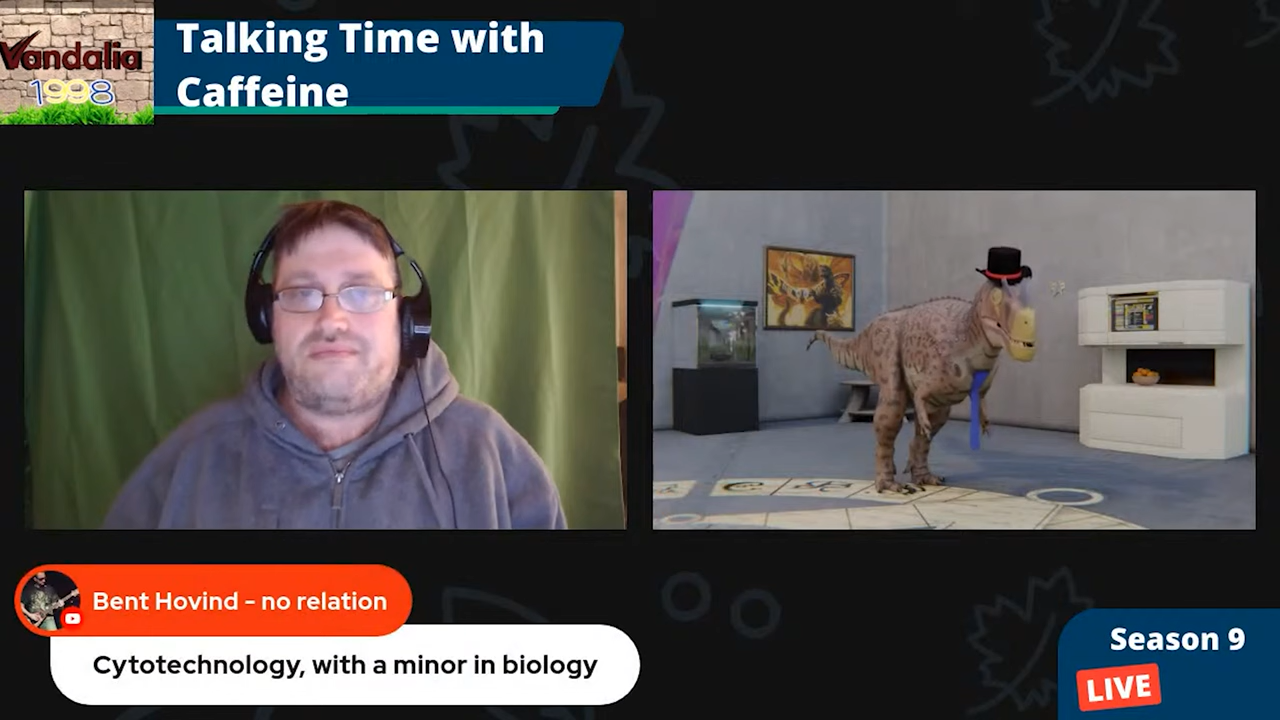 Vandalia
1998
Talking Time with
Caffeine
Bent Hovind - no relation
Cytotechnology, with a minor in biology
Season 9
LIVE